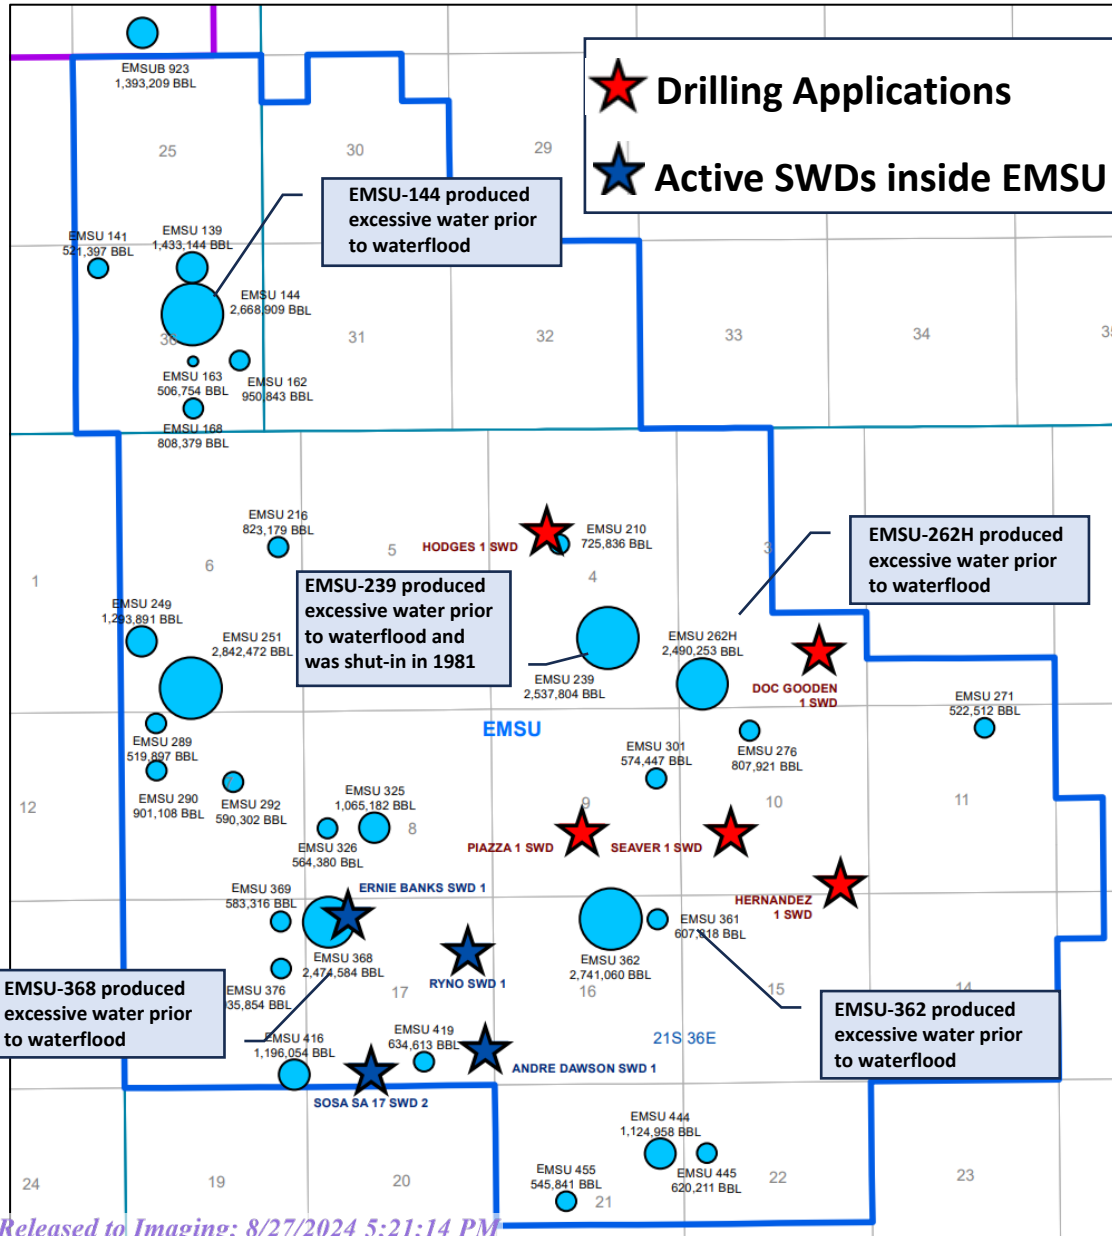 EMSUB 923
1,393,209 BBL
Drilling Applications
Active SWDs inside EMSU
25
30
29
EMSU-144 produced
excessive water prior
to waterflood
EMSU 141
521,397 BBL
EMSU 139
1,433,144 BBL
EMSU 144
2,668,909 BBL
36
31
32
33
34
35
EMSU 163
506,754 BBL
EMSU 162
950,843 BBL
EMSU 168
808,379 BBL
EMSU 216
823,179 BBL
5
HODGES 1 SWD
EMSU 210
725,836 BBL
3
EMSU-262H produced
excessive water prior
to waterflood
1
6
4
EMSU-239 produced
excessive water prior
to waterflood and
was shut-in in 1981
EMSU 249
1,293,891 BBL
EMSU 251
2,842,472 BBL
EMSU 262H
2,490,253 BBL
EMSU 239
2,537,804 BBL
DOC GOODEN
1 SWD
EMSU 271
522,512 BBL
EMSU
EMSU 289
519,897 BBL
EMSU 301
574,447 BBL
EMSU 276
807,921 BBL
EMSU 290
901,108 BBL
EMSU 292
590,302 BBL
EMSU 325
1,065,182 BBL
12
8
9
10
11
EMSU 326
564,380 BBL
PIAZZA 1 SWD
SEAVER 1 SWD
ERNIE BANKS SWD 1
EMSU 369
583,316 BBL
HERNANDEZ
1 SWD
EMSU 361
607,818 BBL
EMSU 368
2,474,584 BBL
EMSU 362
2,741,060 BBL
RYNO SWD 1
EMSU-368 produced
excessive water prior
to waterflood
EMSU 376
935,854 BBL
17
16
15
14
EMSU-362 produced
excessive water prior
to waterflood
EMSU 416
1,196,054 BBL
EMSU 419
634,613 BBL
21S 36E
ANDRE DAWSON SWD 1
SOSA SA 17 SWD 2
EMSU 444
1,124,958 BBL
EMSU 455
545,841 BBL
EMSU 445
620,211 BBL
24
19
20
21
22
23
Released to Imaging: 8/27/2024 5:21:14 PM